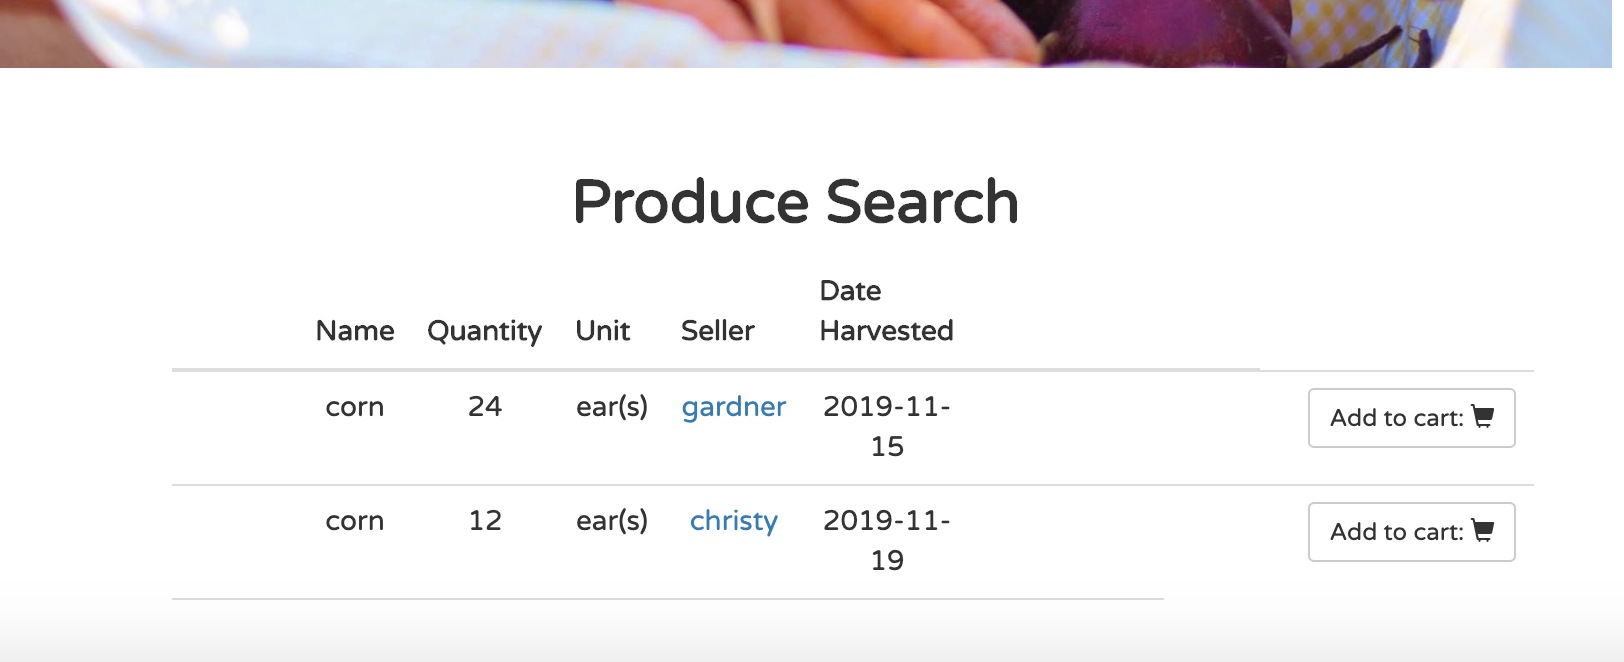 Produce Search
Date
Name Quantity Unit Seller Harvested
corn 24 ear(s) gardner 2019-11-
15
Add to cart:
corn 12 ear(s) christy 2019-11-
19
Add to cart: